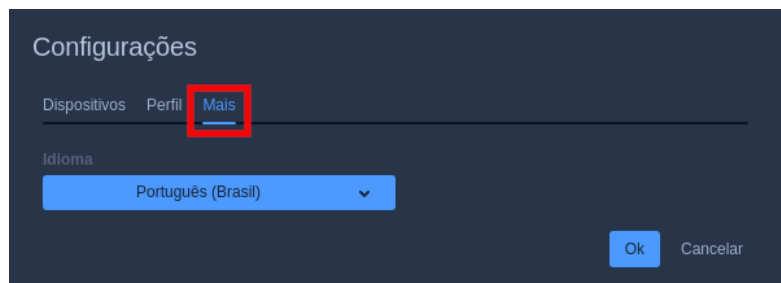 Configurações
Dispositivos Perfil Mais
Idioma
Português (Brasil)
Ok Cancelar